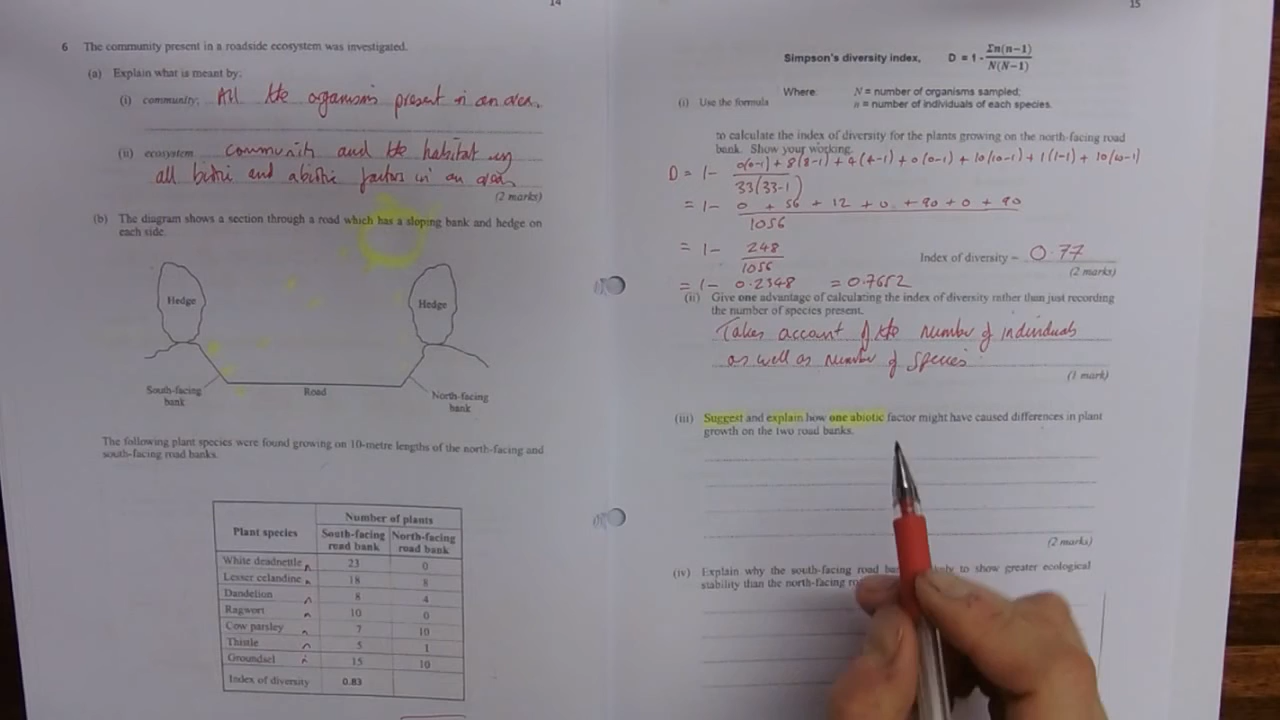 14
6 The community present in a roadside ecosystem was investigated.
(a) Explain what is meant by:
(i) community; All the organisms present in an area.
(ii) ecosystem community and the habitat
all biotic and abiotic factors in an area
(2 marks)
(b) The diagram shows a section through a road which has a sloping bank and hedge on
each side.
Hedge
Hedge
South-facing
bank
Road
North-facing
bank
The following plant species were found growing on 10-metre lengths of the north-facing and
south-facing road banks.
Plant species Number of plants
South-facing road bank North-facing road bank
White deadnettle n 23 0
Lesser celandine n 18 8
Dandelion n 8 4
Ragwort n 10 0
Cow parsley n 7 10
Thistle n 5 1
Groundsel n 15 10
Index of diversity 0.83
15
Simpson's diversity index, D = 1 - Σn(n−1) / N(N−1)
(i) Use the formula
Where: N = number of organisms sampled;
n = number of individuals of each species.
to calculate the index of diversity for the plants growing on the north-facing road
bank. Show your working.
D = 1 - 0(0-1) + 8(8-1) + 4(4-1) + 0(0-1) + 10(10-1) + 1(1-1) + 10(10-1)
33(33-1)
= 1 - 0 + 56 + 12 + 0 + 90 + 0 + 90
1056
= 1 - 248
1056
Index of diversity = 0.77
(2 marks)
= 1 - 0.2348 = 0.7652
(ii) Give one advantage of calculating the index of diversity rather than just recording
the number of species present.
Takes account of the number of individuals
as well as number of species
(1 mark)
(iii) Suggest and explain how one abiotic factor might have caused differences in plant
growth on the two road banks.
(2 marks)
(iv) Explain why the south-facing road to show greater ecological
stability than the north-facing